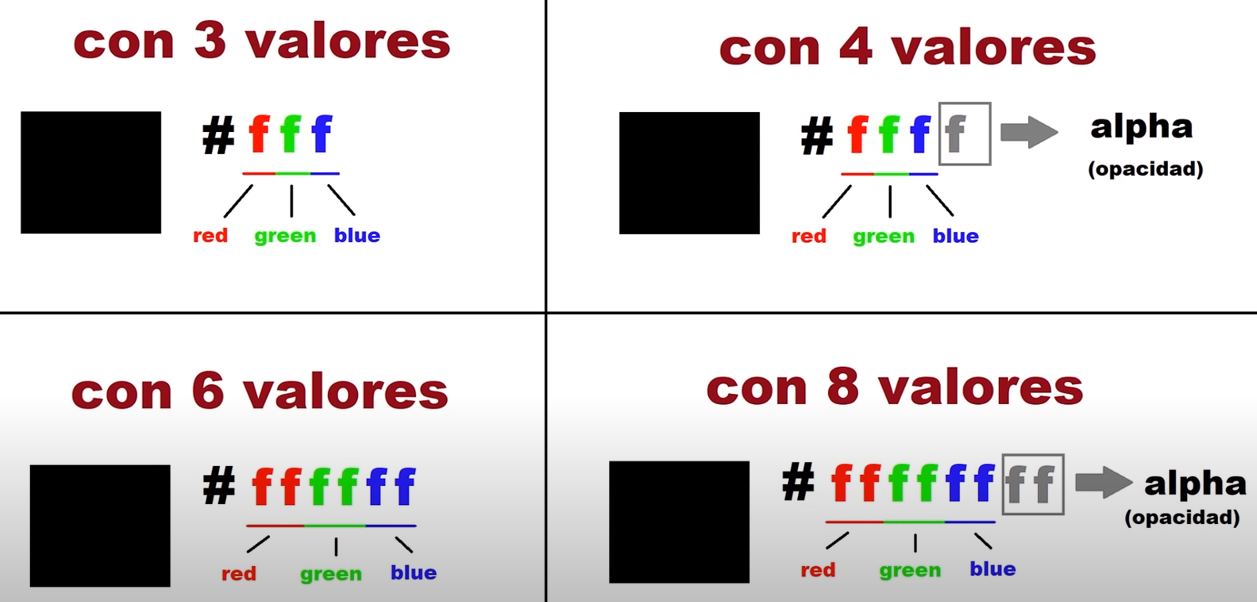 con 3 valores
# f f f
red green blue
con 4 valores
# f f f f alpha
(opacidad)
red green blue
con 6 valores
# f f f f f f
red green blue
con 8 valores
# f f f f f f f f alpha
(opacidad)
red green blue